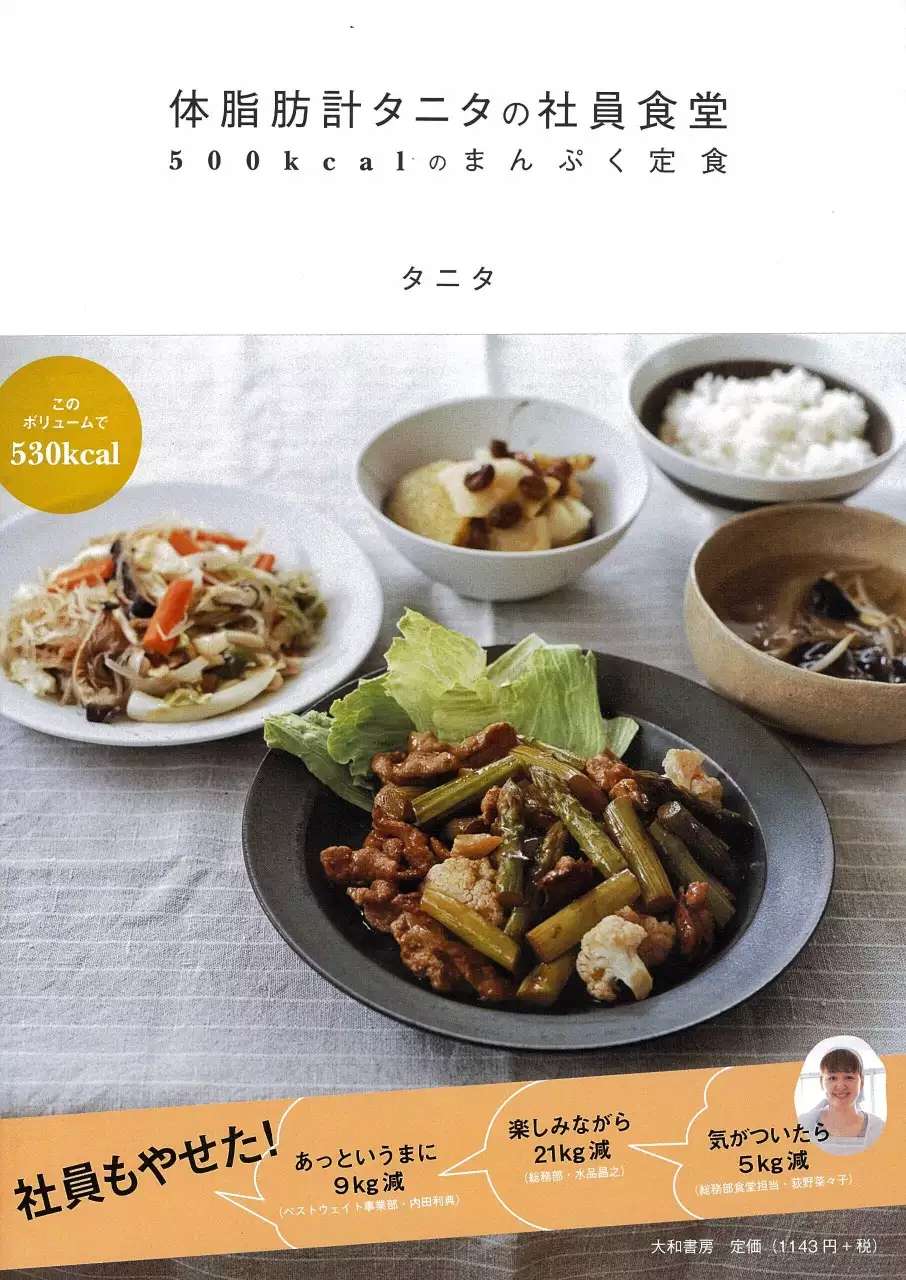 体脂肪計タニタの社員食堂
500kcalのまんぷく定食
タニタ
この
ボリュームで
530kcal
社員もやせた!
あっというまに
9kg減
(ベストウェイト事業部・内田利典)
楽しみながら
21kg減
(総務部・水品昌之)
気がついたら
5kg減
(総務部食堂担当・荻野菜々子)
大和書房 定価(1143円+税)